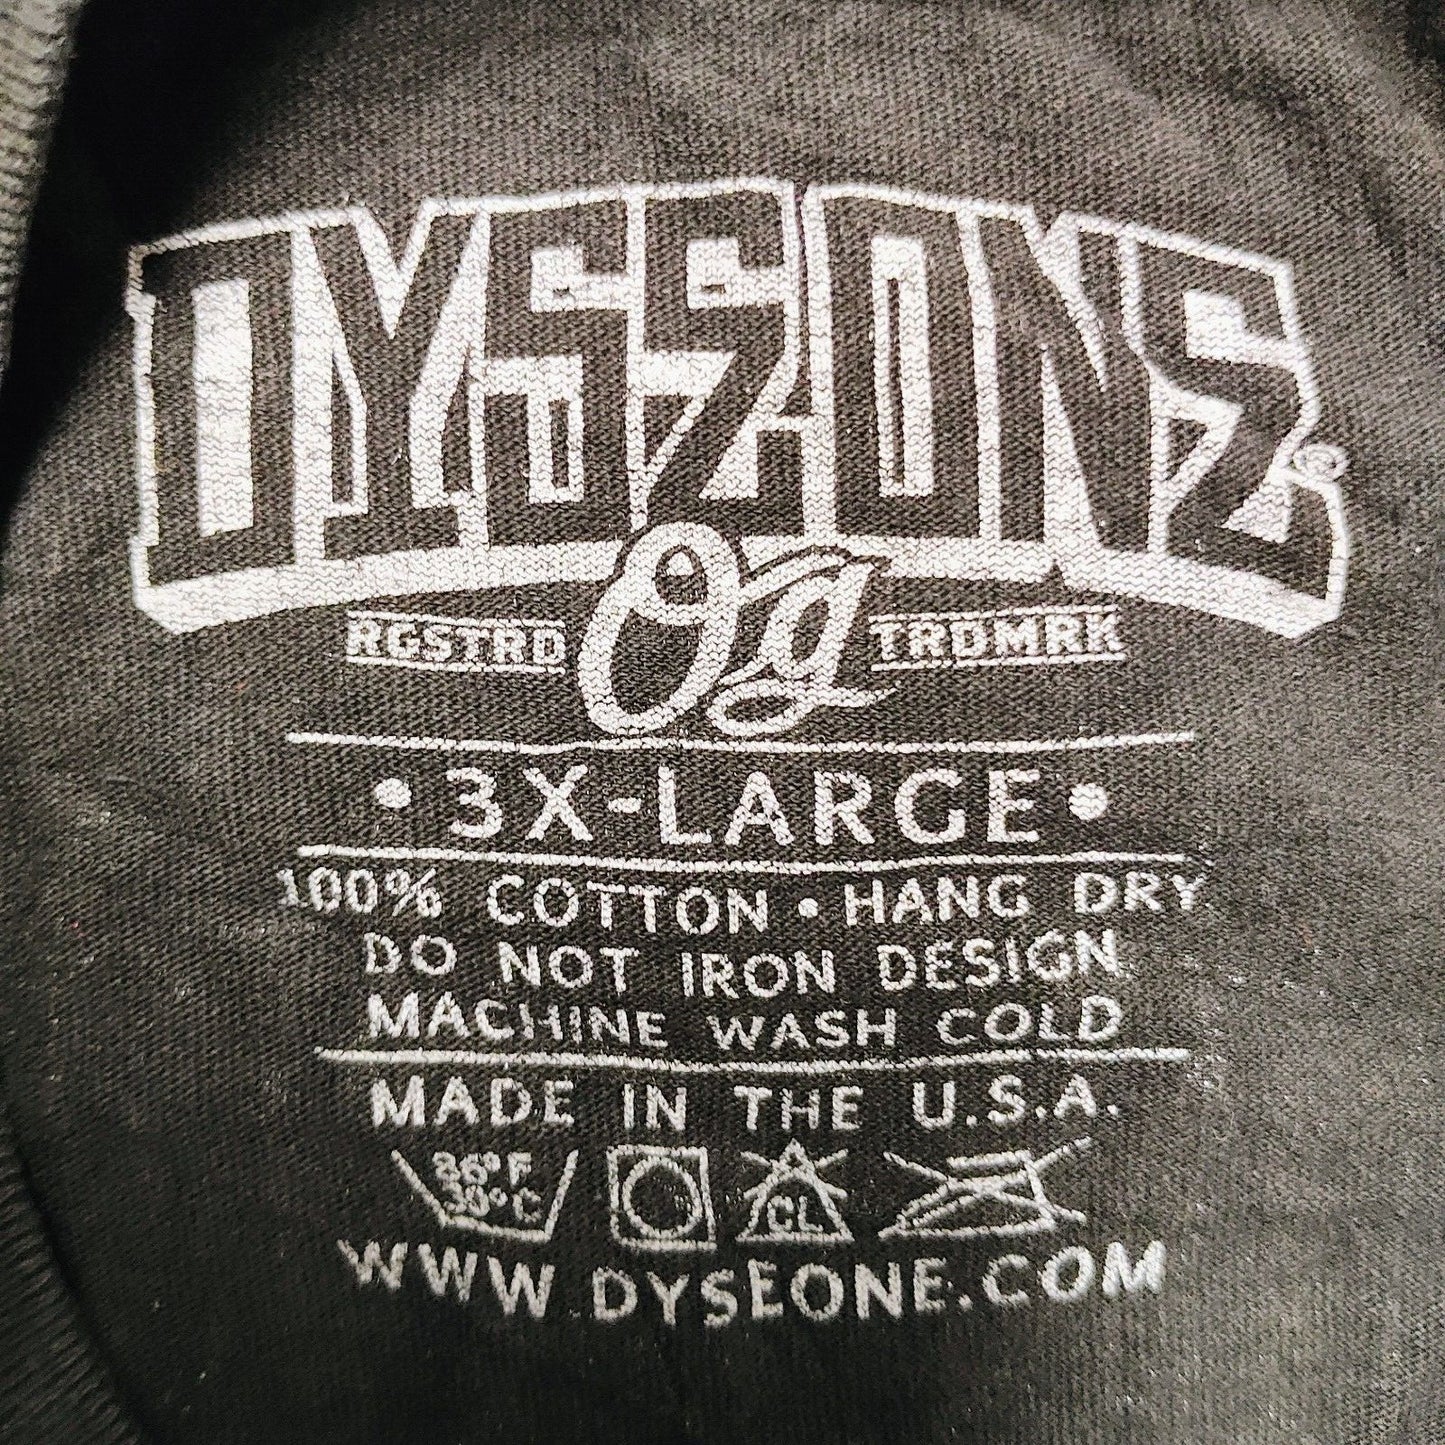 DYSEONE©
RGSTRD Og TRDMRK
• 3X-LARGE •
100% COTTON • HANG DRY
DO NOT IRON DESIGN
MACHINE WASH COLD
MADE IN THE U.S.A.
86°F
30°C
CL
WWW.DYSEONE.COM